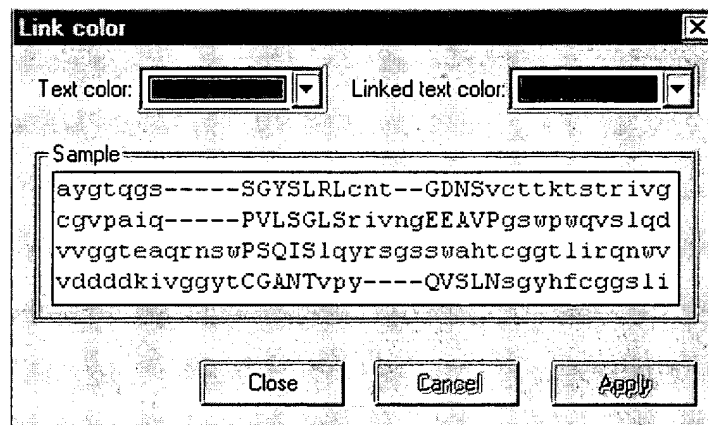 Link color
Text color: Linked text color:
Sample
aygtqgs-----SGYSLRLcnt--GDNSvcttktstrivg
cgvpaiq-----PVLSGLSrivngEEAVPgswpwqvslqd
vvggteaqrnswPSQISlqyrsgsswahtcggtlirqnwv
vddddkivggytCGANTvpy----QVSLNsgyhfcggsli
Close Cancel Apply